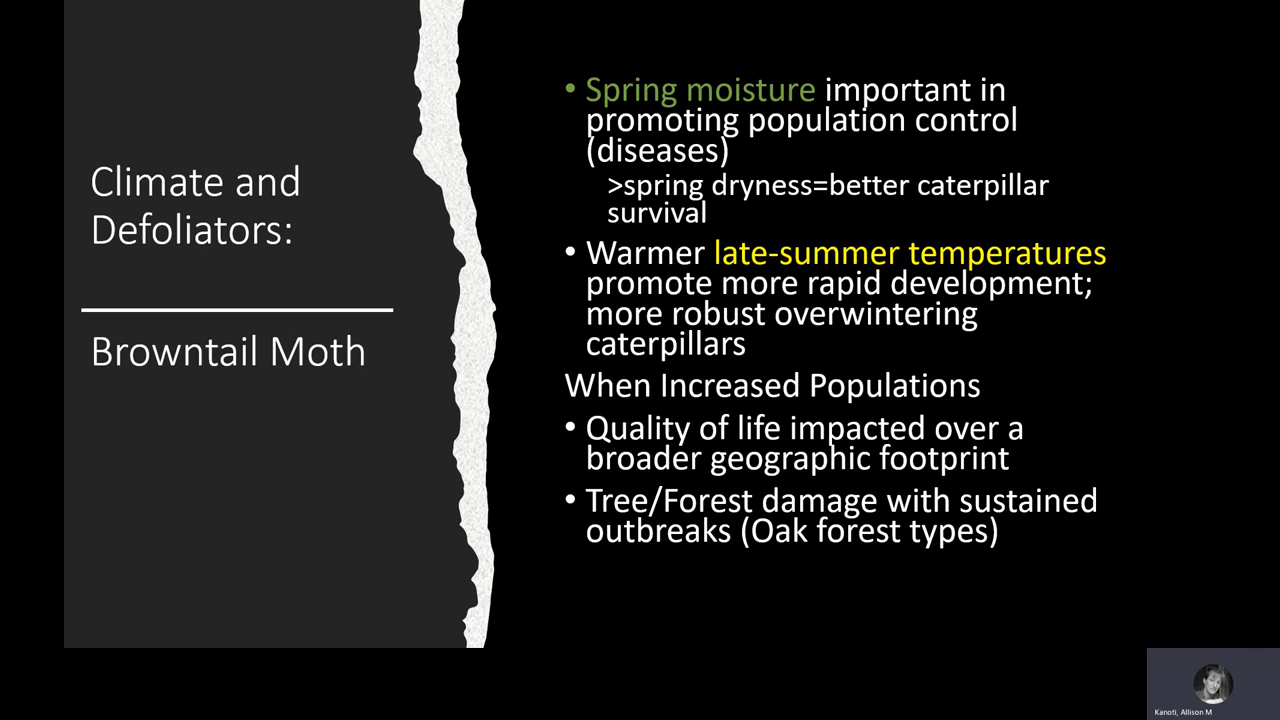 Climate and
Defoliators:
Browntail Moth
• Spring moisture important in
promoting population control
(diseases)
>spring dryness=better caterpillar
survival
• Warmer late-summer temperatures
promote more rapid development;
more robust overwintering
caterpillars
When Increased Populations
• Quality of life impacted over a
broader geographic footprint
• Tree/Forest damage with sustained
outbreaks (Oak forest types)
Kanoti, Allison M